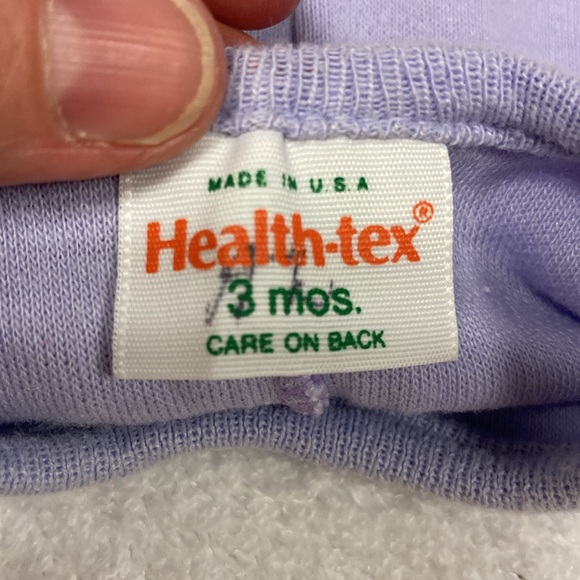 MADE IN U.S.A
Health-tex®
3 mos.
CARE ON BACK